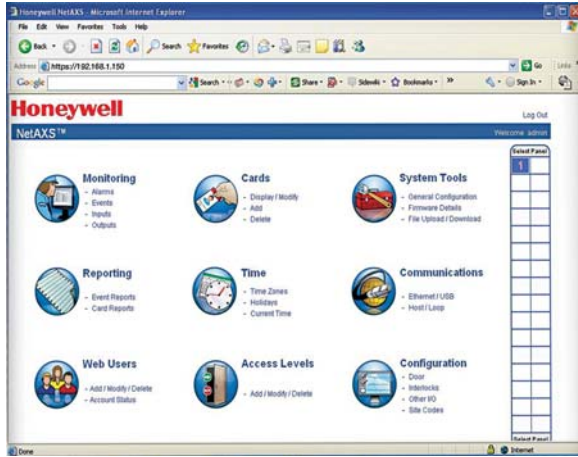 Honeywell NetAXS - Microsoft Internet Explorer
File Edit View Favorites Tools Help
Back Search Favorites
Address https://192.168.1.150 Go Links
Google Search Share Sidewiki Bookmarks Sign In
Honeywell
Log Out
NetAXS™ Welcome admin
Select Panel
1
Monitoring
- Alarms
- Events
- Inputs
- Outputs
Cards
- Display / Modify
- Add
- Delete
System Tools
- General Configuration
- Firmware Details
- File Upload / Download
Reporting
- Event Reports
- Card Reports
Time
- Time Zones
- Holidays
- Current Time
Communications
- Ethernet / USB
- Host / Loop
Web Users
- Add / Modify / Delete
- Account Status
Access Levels
- Add / Modify / Delete
Configuration
- Door
- Interlocks
- Other I/O
- Site Codes
Select Panel
Done Internet